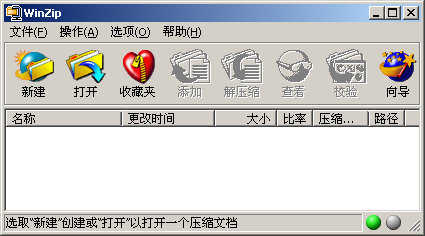 WinZip
文件(F) 操作(A) 选项(O) 帮助(H)
新建 打开 收藏夹 添加 解压缩 查看 校验 向导
名称 更改时间 大小 比率 压缩... 路径
选取"新建"创建或"打开"以打开一个压缩文档